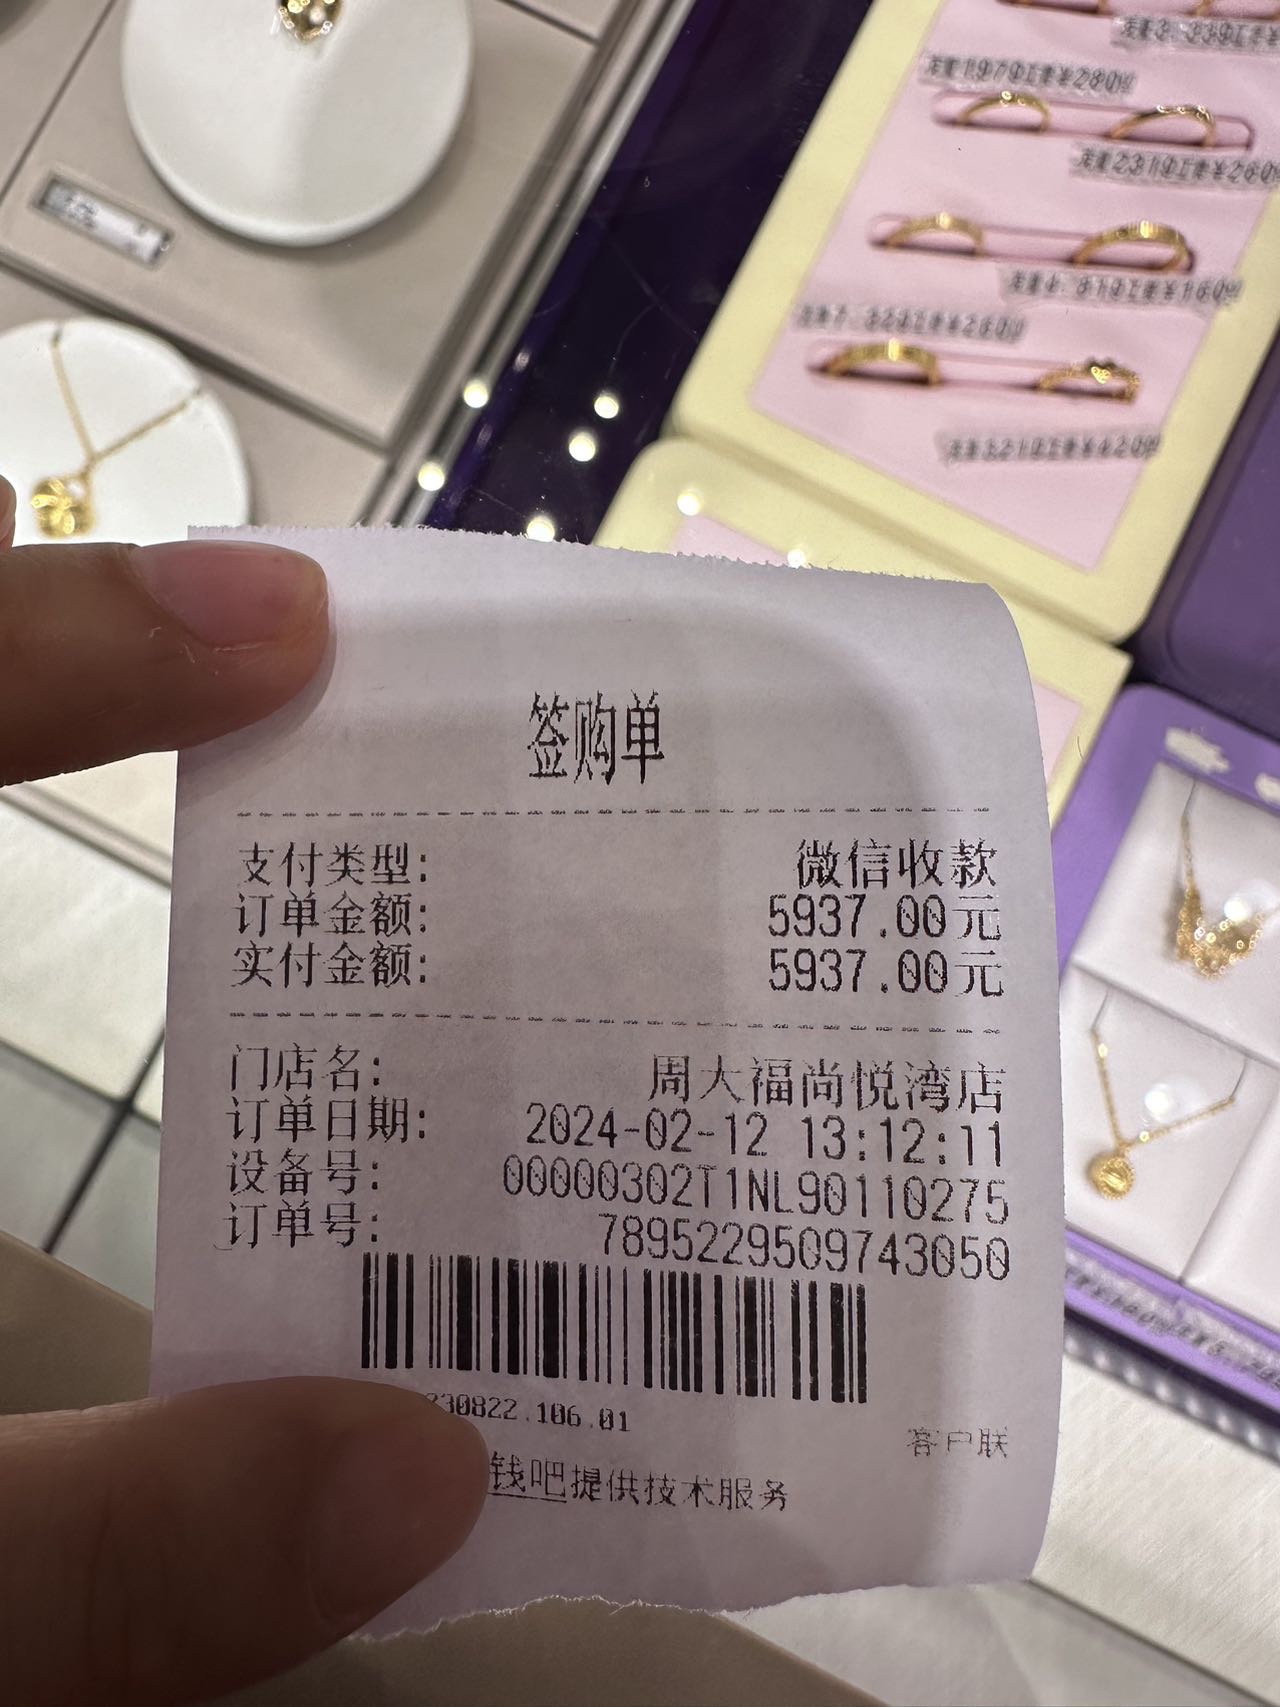 签购单
支付类型: 微信收款
订单金额: 5937.00元
实付金额: 5937.00元
门店名: 周大福尚悦湾店
订单日期: 2024-02-12 13:12:11
设备号: 00000302T1NL90110275
订单号: 7895229509743050
30822.106.01
客户联
钱吧提供技术服务